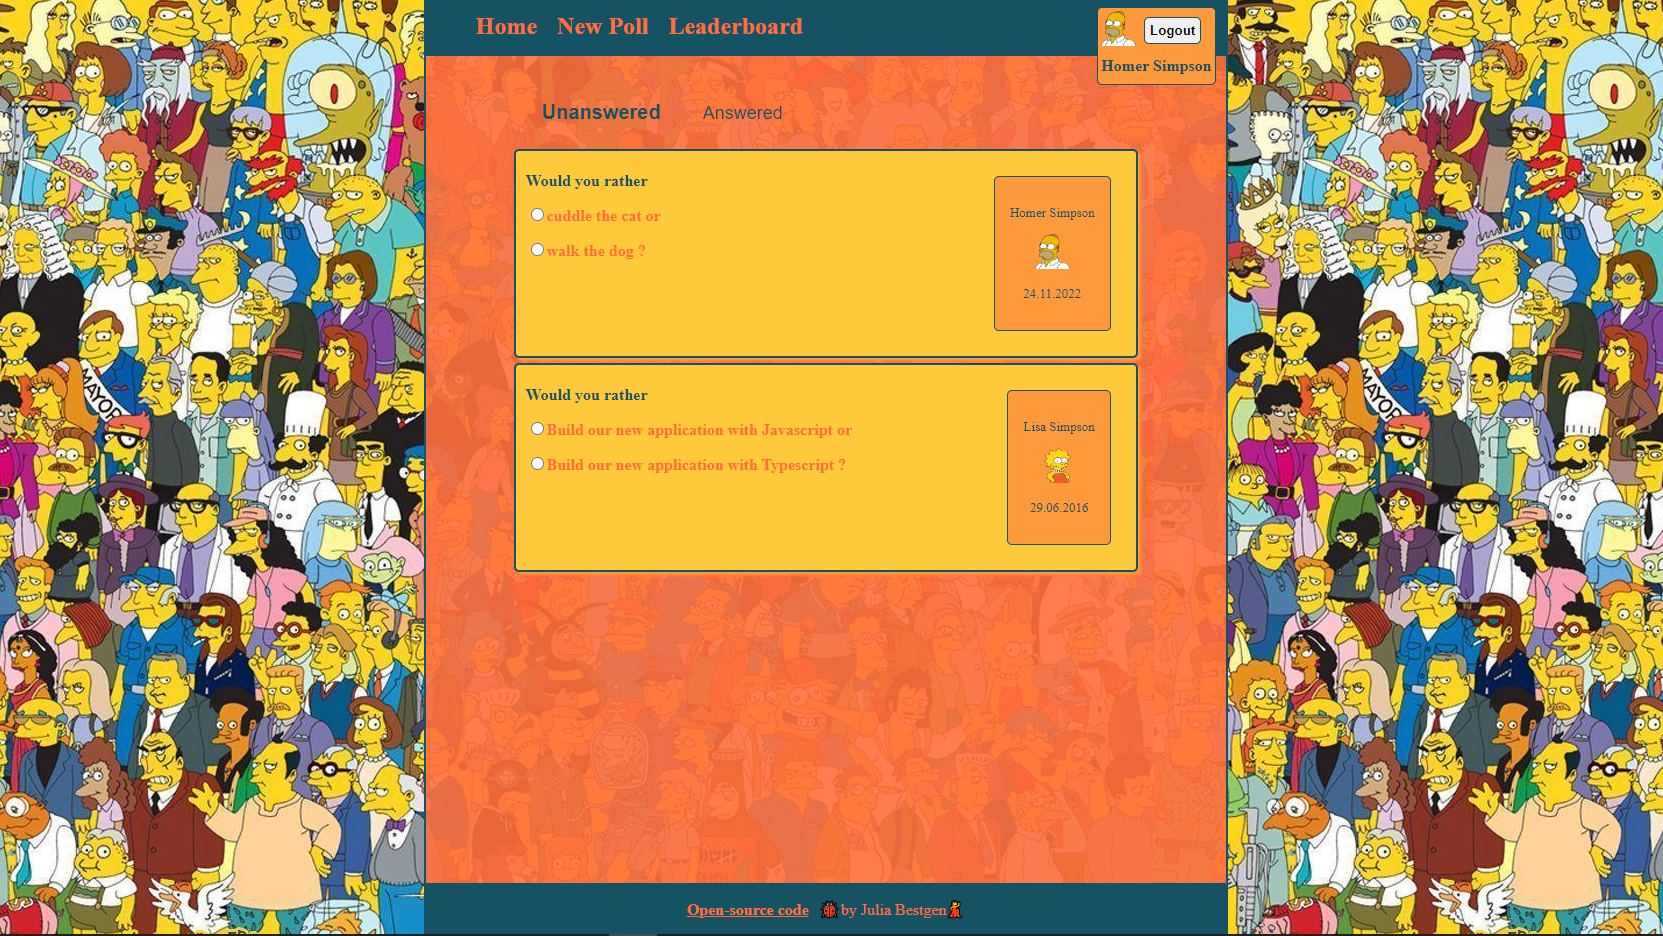 Home New Poll Leaderboard
Logout
Homer Simpson
Unanswered Answered
Would you rather
cuddle the cat or
walk the dog ?
Homer Simpson
24.11.2022
Would you rather
Build our new application with Javascript or
Build our new application with Typescript ?
Lisa Simpson
29.06.2016
MAYOR
MAYOR
Open-source code by Julia Bestgen